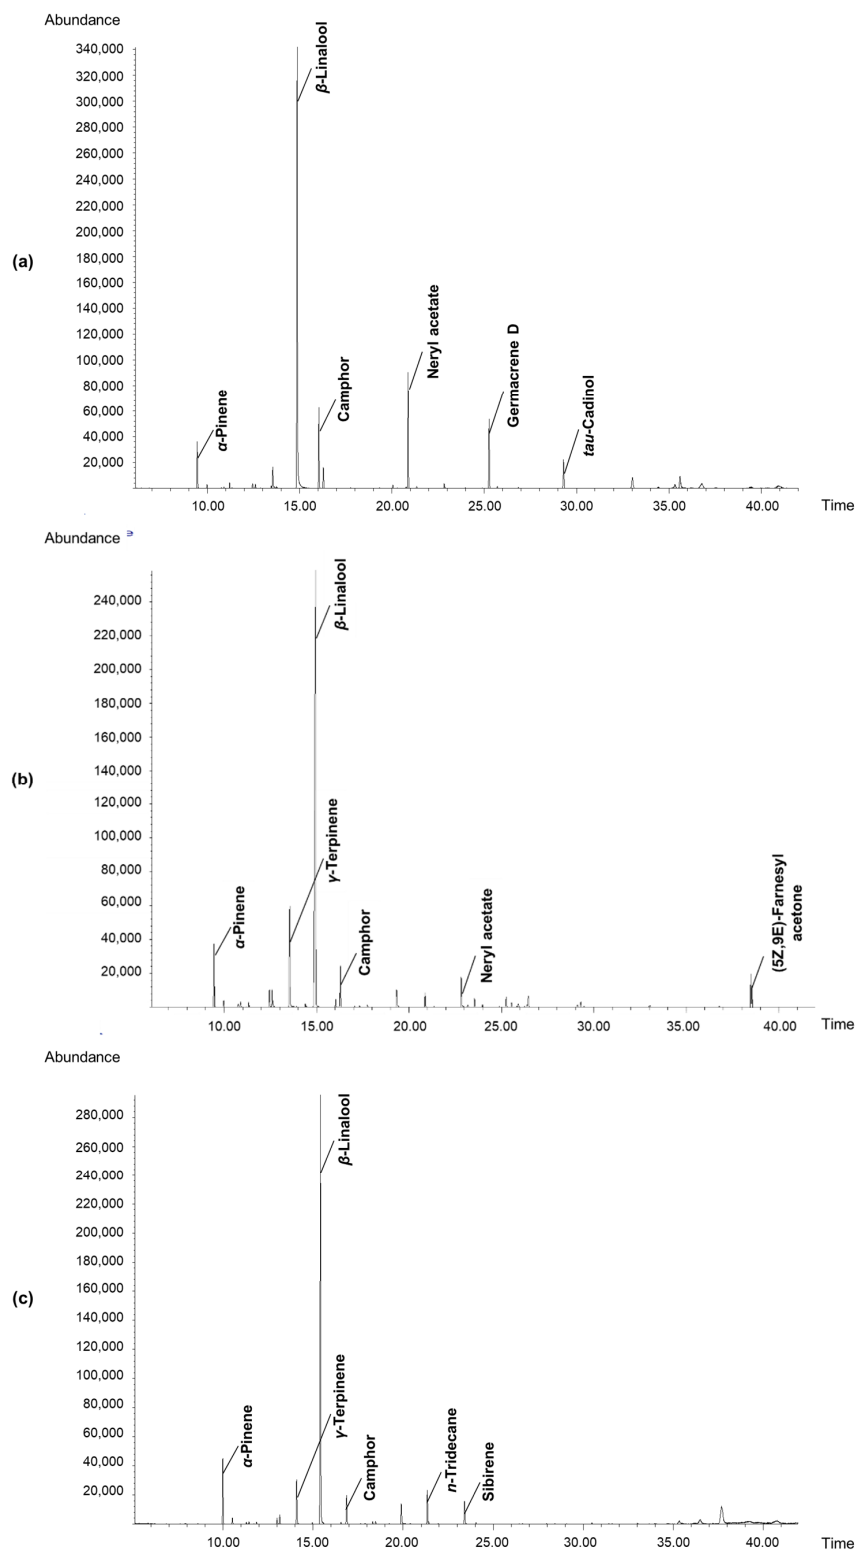 Abundance
340,000
320,000
300,000
280,000
260,000
240,000
220,000
200,000
180,000
160,000
140,000
120,000
100,000
80,000
60,000
40,000
20,000
(a)
α-Pinene
β-Linalool
Camphor
Neryl acetate
Germacrene D
tau-Cadinol
10.00 15.00 20.00 25.00 30.00 35.00 40.00 Time
Abundance
240,000
220,000
200,000
180,000
160,000
140,000
120,000
100,000
80,000
60,000
40,000
20,000
(b)
α-Pinene
γ-Terpinene
β-Linalool
Camphor
Neryl acetate
(5Z,9E)-Farnesyl
acetone
10.00 15.00 20.00 25.00 30.00 35.00 40.00 Time
Abundance
280,000
260,000
240,000
220,000
200,000
180,000
160,000
140,000
120,000
100,000
80,000
60,000
40,000
20,000
(c)
α-Pinene
γ-Terpinene
β-Linalool
Camphor
n-Tridecane
Sibirene
10.00 15.00 20.00 25.00 30.00 35.00 40.00 Time